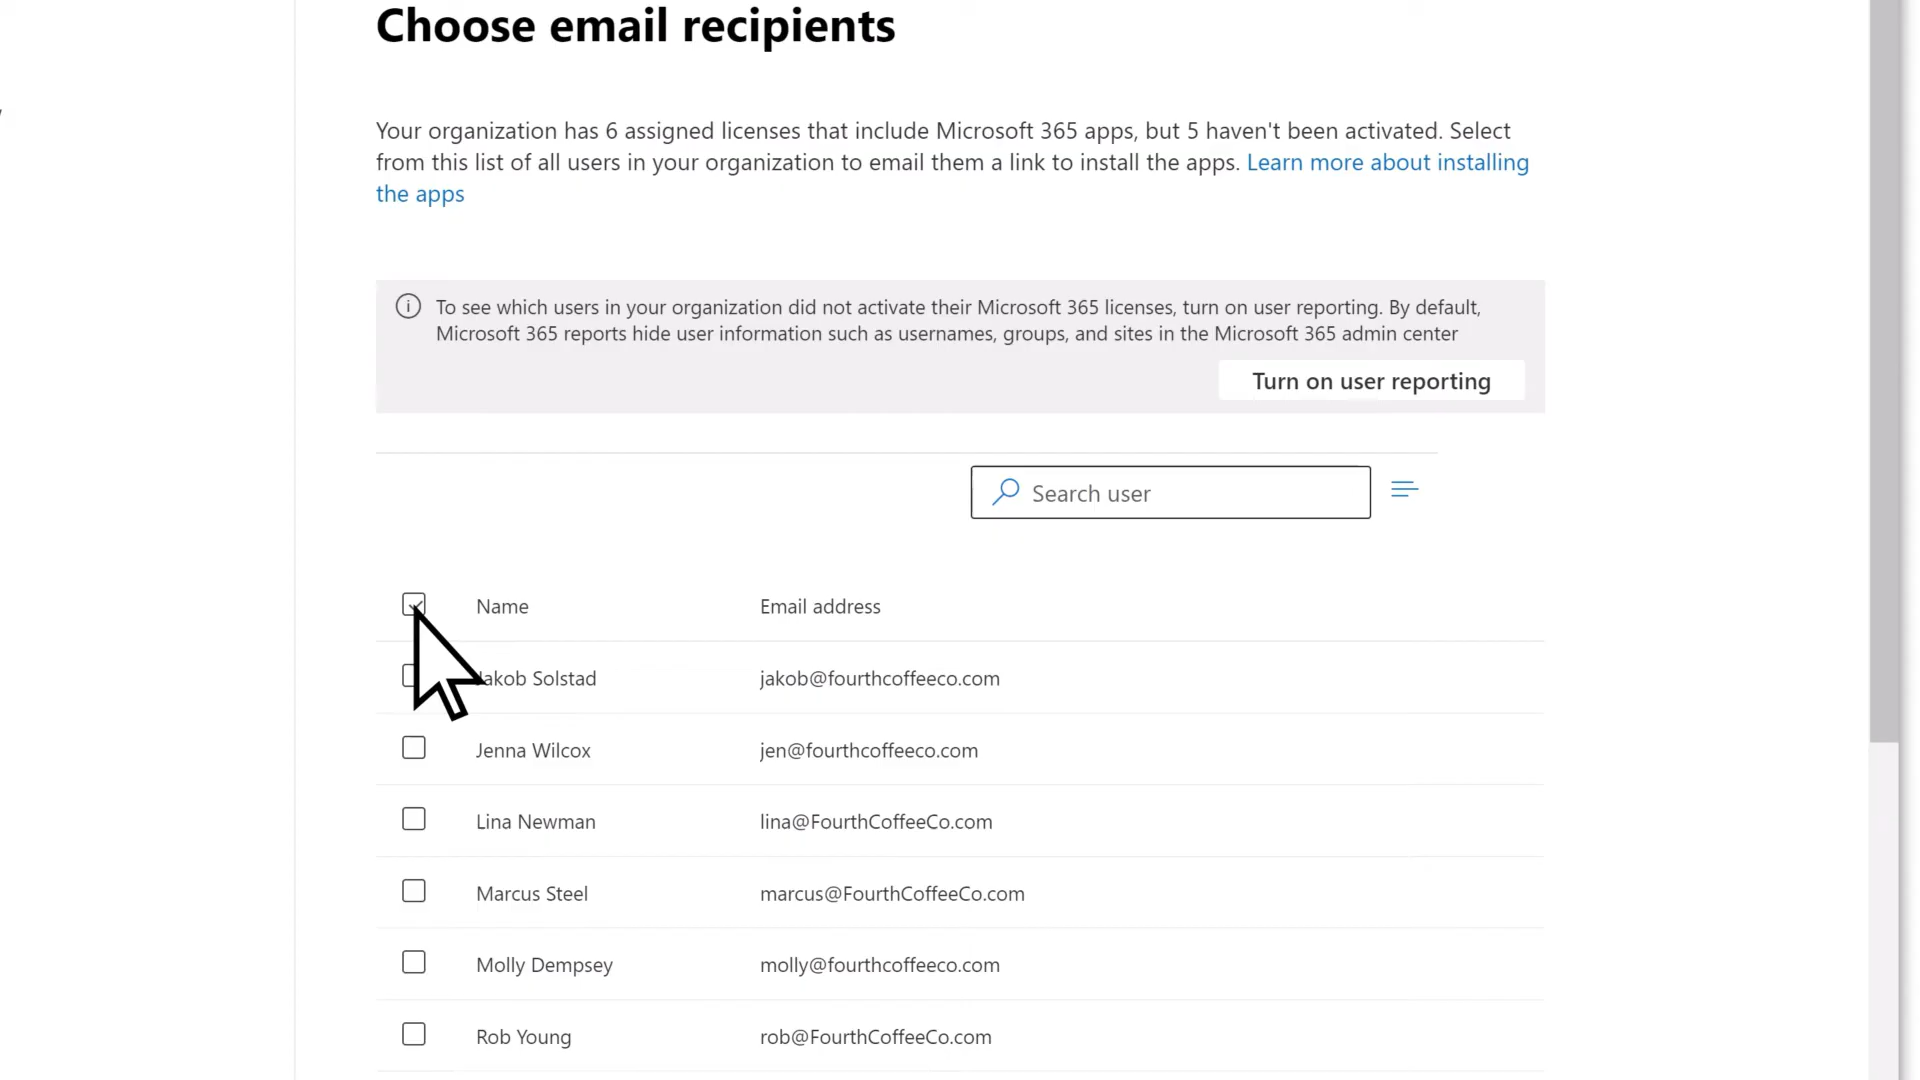 Choose email recipients
Your organization has 6 assigned licenses that include Microsoft 365 apps, but 5 haven't been activated. Select
from this list of all users in your organization to email them a link to install the apps. Learn more about installing
the apps
To see which users in your organization did not activate their Microsoft 365 licenses, turn on user reporting. By default,
Microsoft 365 reports hide user information such as usernames, groups, and sites in the Microsoft 365 admin center
Turn on user reporting
Search user
Name Email address
Jakob Solstad jakob@fourthcoffeeco.com
Jenna Wilcox jen@fourthcoffeeco.com
Lina Newman lina@FourthCoffeeCo.com
Marcus Steel marcus@FourthCoffeeCo.com
Molly Dempsey molly@fourthcoffeeco.com
Rob Young rob@FourthCoffeeCo.com